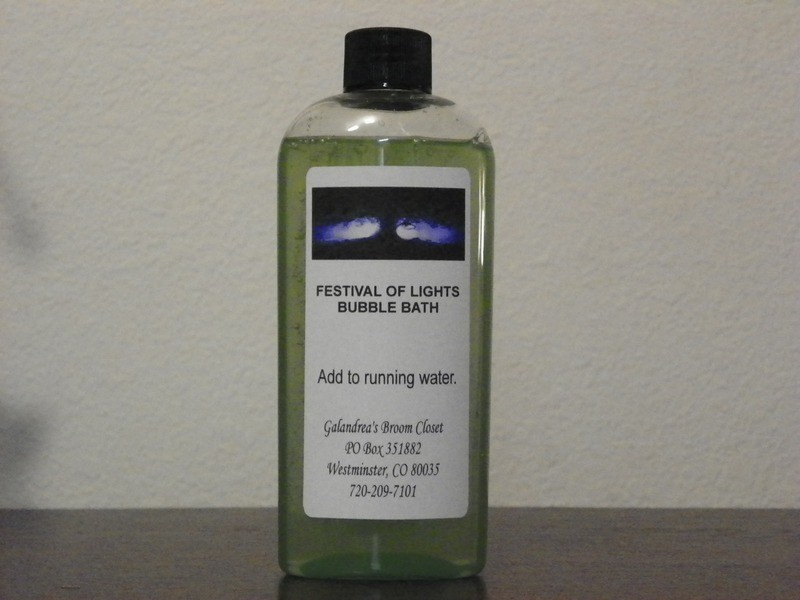 FESTIVAL OF LIGHTS
BUBBLE BATH
Add to running water.
Galandrea's Broom Closet
PO Box 351882
Westminster, CO 80035
720-209-7101